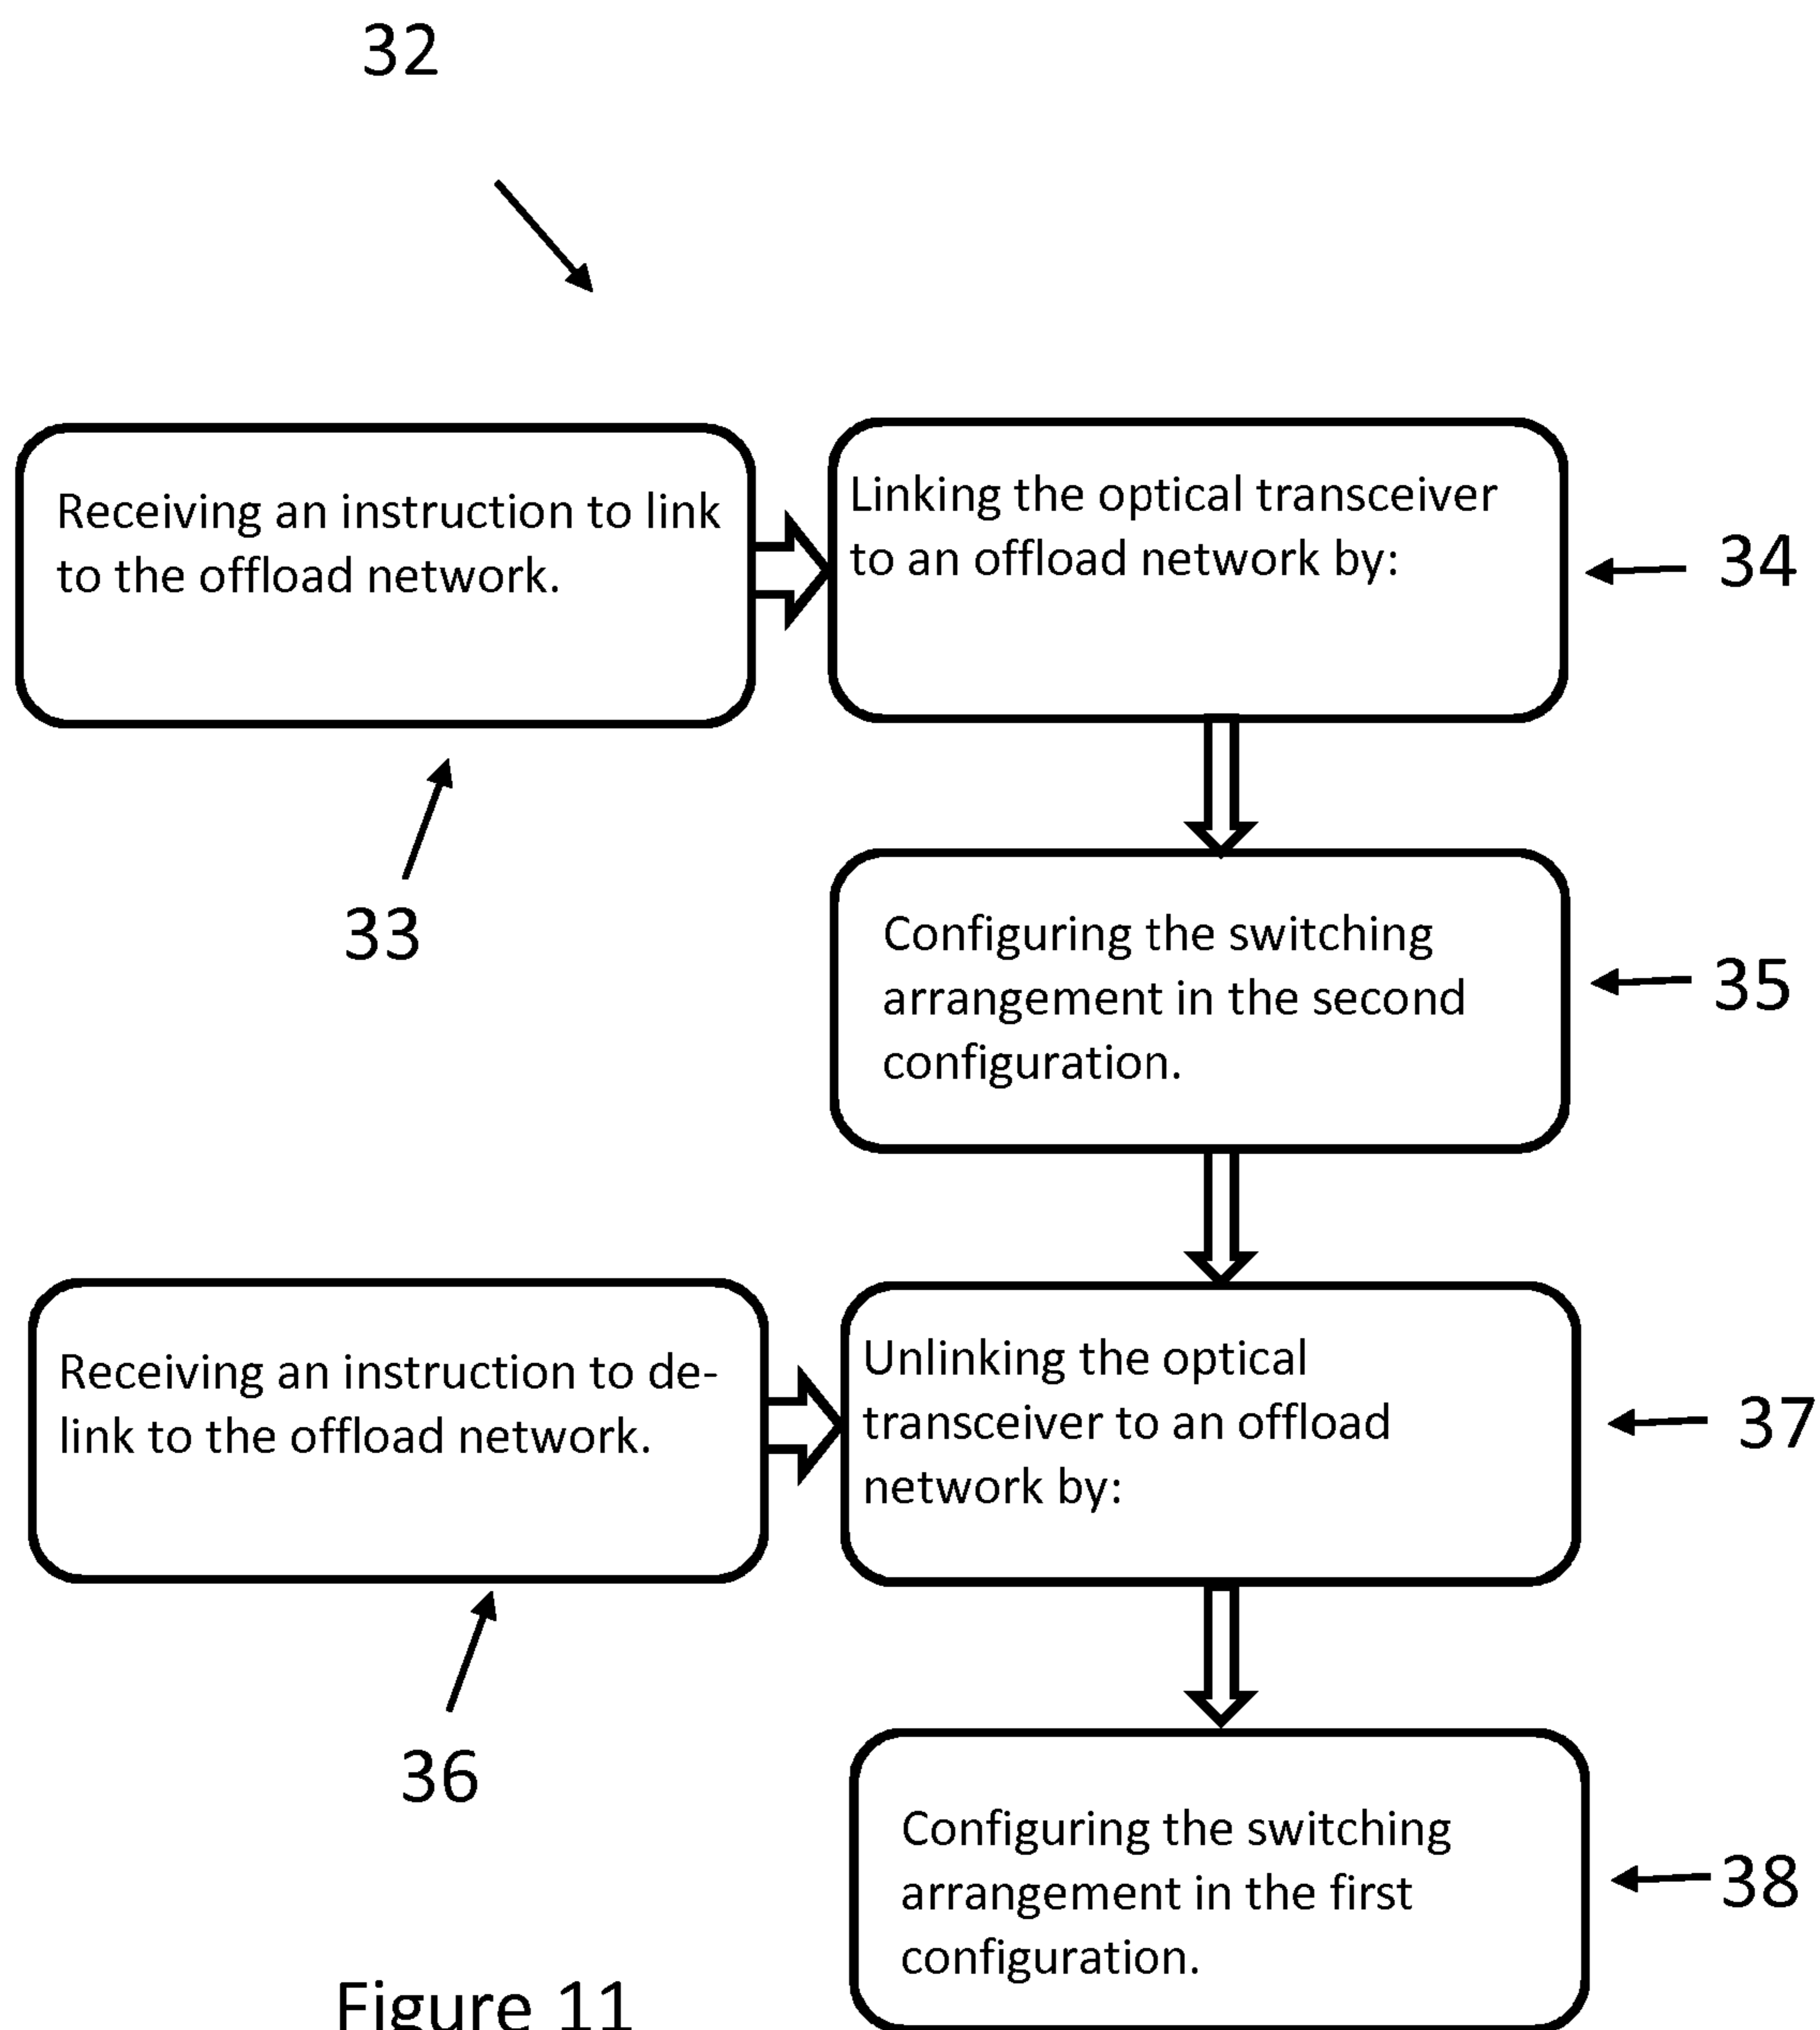 32
Receiving an instruction to link
to the offload network.
33
Linking the optical transceiver
to an offload network by:
34
Configuring the switching
arrangement in the second
configuration.
35
Receiving an instruction to de-
link to the offload network.
36
Unlinking the optical
transceiver to an offload
network by:
37
Configuring the switching
arrangement in the first
configuration.
38
Figure 11